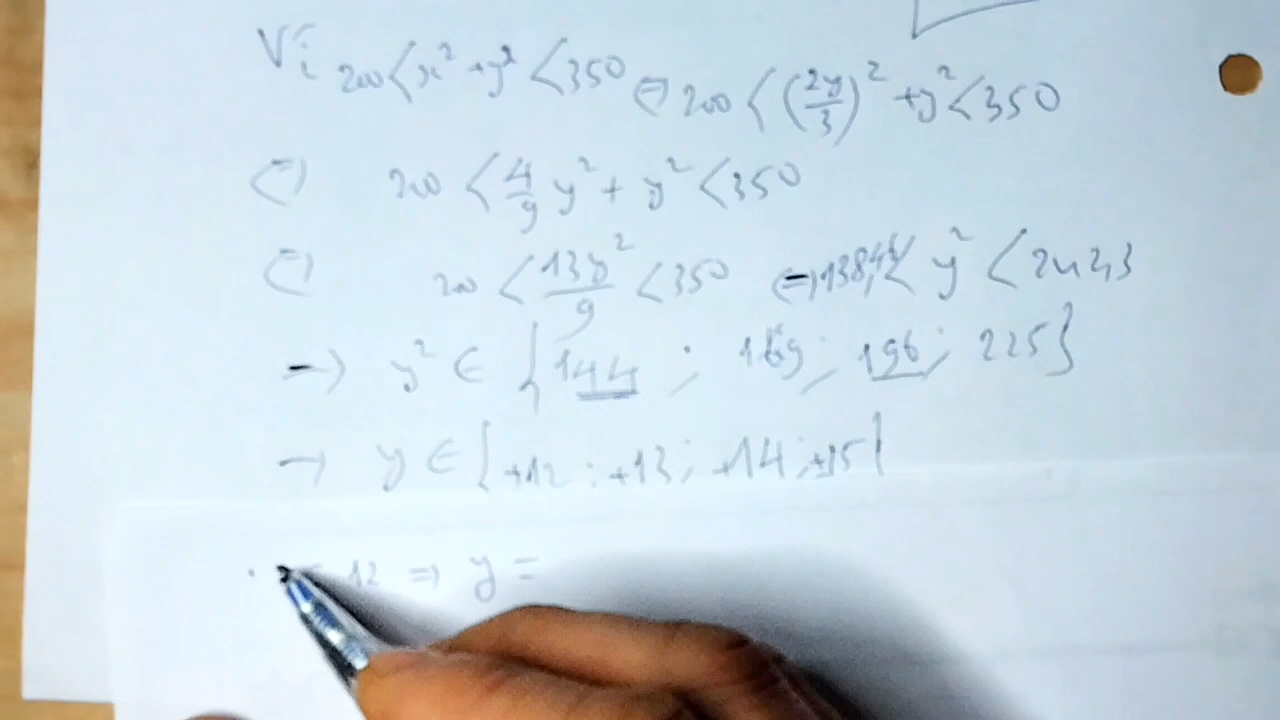 Vì 200 < x² + y² < 350 ⇔ 200 < (2y/3)² + y² < 350
⇔ 200 < 4/9 y² + y² < 350
⇔ 200 < 13y²/9 < 350 ⇔ 138,46 < y² < 242,3
→ y² ∈ {144 ; 169 ; 196 ; 225}
→ y ∈ {±12 ; ±13 ; ±14 ; ±15}
· 12 ⇒ y =